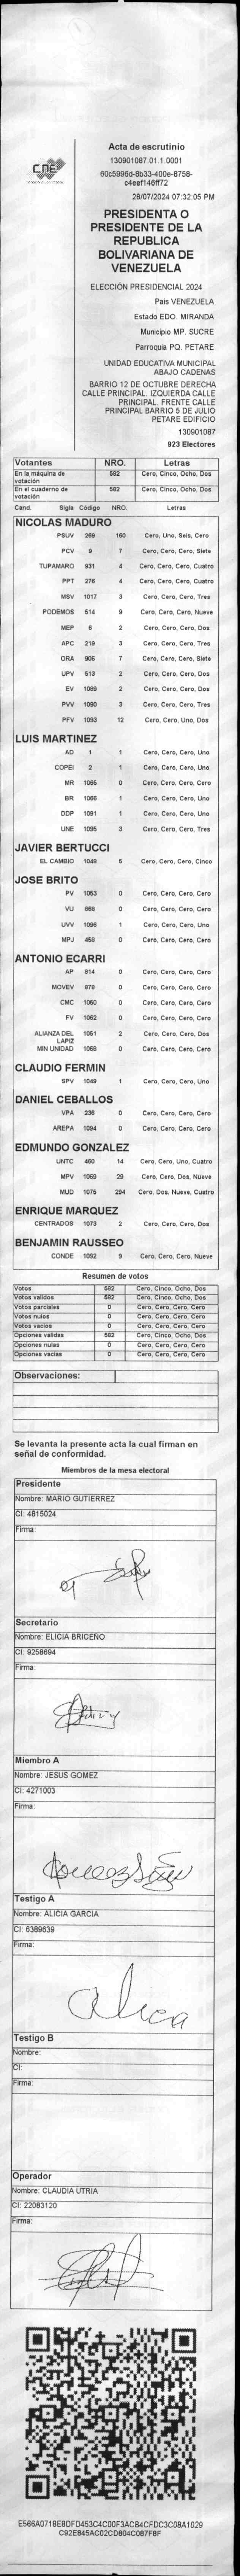 CNE
Acta de escrutinio
130901087.01.1.0001
60c5996d-8b33-400e-8758-
c4eef146ff72
28/07/2024 07:32:05 PM
PRESIDENTA O
PRESIDENTE DE LA
REPUBLICA
BOLIVARIANA DE
VENEZUELA
ELECCIÓN PRESIDENCIAL 2024
Pais VENEZUELA
Estado EDO. MIRANDA
Municipio MP. SUCRE
Parroquia PQ. PETARE
UNIDAD EDUCATIVA MUNICIPAL
ABAJO CADENAS
BARRIO 12 DE OCTUBRE DERECHA
CALLE PRINCIPAL. IZQUIERDA CALLE
PRINCIPAL. FRENTE CALLE
PRINCIPAL BARRIO 5 DE JULIO
PETARE EDIFICIO
130901087
923 Electores
Votantes NRO. Letras
En la máquina de votación 582 Cero, Cinco, Ocho, Dos
En el cuaderno de votación 582 Cero, Cinco, Ocho, Dos
Cand. Sigla Código NRO. Letras
NICOLAS MADURO
PSUV 269 160 Cero, Uno, Seis, Cero
PCV 9 7 Cero, Cero, Cero, Siete
TUPAMARO 931 4 Cero, Cero, Cero, Cuatro
PPT 276 4 Cero, Cero, Cero, Cuatro
MSV 1017 3 Cero, Cero, Cero, Tres
PODEMOS 514 9 Cero, Cero, Cero, Nueve
MEP 6 2 Cero, Cero, Cero, Dos
APC 219 3 Cero, Cero, Cero, Tres
ORA 906 7 Cero, Cero, Cero, Siete
UPV 513 2 Cero, Cero, Cero, Dos
EV 1089 2 Cero, Cero, Cero, Dos
PVV 1090 3 Cero, Cero, Cero, Tres
PFV 1093 12 Cero, Cero, Uno, Dos
LUIS MARTINEZ
AD 1 1 Cero, Cero, Cero, Uno
COPEI 2 1 Cero, Cero, Cero, Uno
MR 1065 0 Cero, Cero, Cero, Cero
BR 1066 1 Cero, Cero, Cero, Uno
DDP 1091 1 Cero, Cero, Cero, Uno
UNE 1095 3 Cero, Cero, Cero, Tres
JAVIER BERTUCCI
EL CAMBIO 1049 5 Cero, Cero, Cero, Cinco
JOSE BRITO
PV 1053 0 Cero, Cero, Cero, Cero
VU 868 0 Cero, Cero, Cero, Cero
UVV 1096 1 Cero, Cero, Cero, Uno
MPJ 459 0 Cero, Cero, Cero, Cero
ANTONIO ECARRI
AP 814 0 Cero, Cero, Cero, Cero
MOVEV 878 0 Cero, Cero, Cero, Cero
CMC 1050 0 Cero, Cero, Cero, Cero
FV 1062 0 Cero, Cero, Cero, Cero
ALIANZA DEL LAPIZ 1051 2 Cero, Cero, Cero, Dos
MIN UNIDAD 1068 0 Cero, Cero, Cero, Cero
CLAUDIO FERMIN
SPV 1049 1 Cero, Cero, Cero, Uno
DANIEL CEBALLOS
VPA 236 0 Cero, Cero, Cero, Cero
AREPA 1094 0 Cero, Cero, Cero, Cero
EDMUNDO GONZALEZ
UNTC 460 14 Cero, Cero, Uno, Cuatro
MPV 1069 29 Cero, Cero, Dos, Nueve
MUD 1075 294 Cero, Dos, Nueve, Cuatro
ENRIQUE MARQUEZ
CENTRADOS 1073 2 Cero, Cero, Cero, Dos
BENJAMIN RAUSSEO
CONDE 1092 9 Cero, Cero, Cero, Nueve
Resumen de votos
Votos 582 Cero, Cinco, Ocho, Dos
Votos validos 582 Cero, Cinco, Ocho, Dos
Votos parciales 0 Cero, Cero, Cero, Cero
Votos nulos 0 Cero, Cero, Cero, Cero
Votos vacios 0 Cero, Cero, Cero, Cero
Opciones validas 582 Cero, Cinco, Ocho, Dos
Opciones nulas 0 Cero, Cero, Cero, Cero
Opciones vacias 0 Cero, Cero, Cero, Cero
Observaciones:
Se levanta la presente acta la cual firman en
señal de conformidad.
Miembros de la mesa electoral
Presidente
Nombre: MARIO GUTIERREZ
CI: 4815024
Firma:
Secretario
Nombre: ELICIA BRICEÑO
CI: 9258694
Firma:
Miembro A
Nombre: JESUS GOMEZ
CI: 4271003
Firma:
Testigo A
Nombre: ALICIA GARCIA
CI: 6389639
Firma:
Alica
Testigo B
Nombre:
CI:
Firma:
Operador
Nombre: CLAUDIA UTRIA
CI: 22083120
Firma:
E566A0718E8DFD453C4C00F3ACB4CFDC3C08A1029
C92E845AC02CD804C087F8F